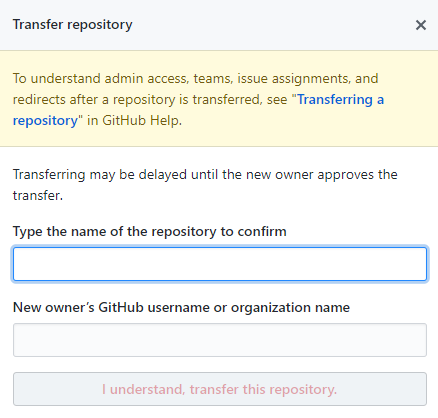 Transfer repository
To understand admin access, teams, issue assignments, and
redirects after a repository is transferred, see "Transferring a
repository" in GitHub Help.
Transferring may be delayed until the new owner approves the
transfer.
Type the name of the repository to confirm
New owner’s GitHub username or organization name
I understand, transfer this repository.